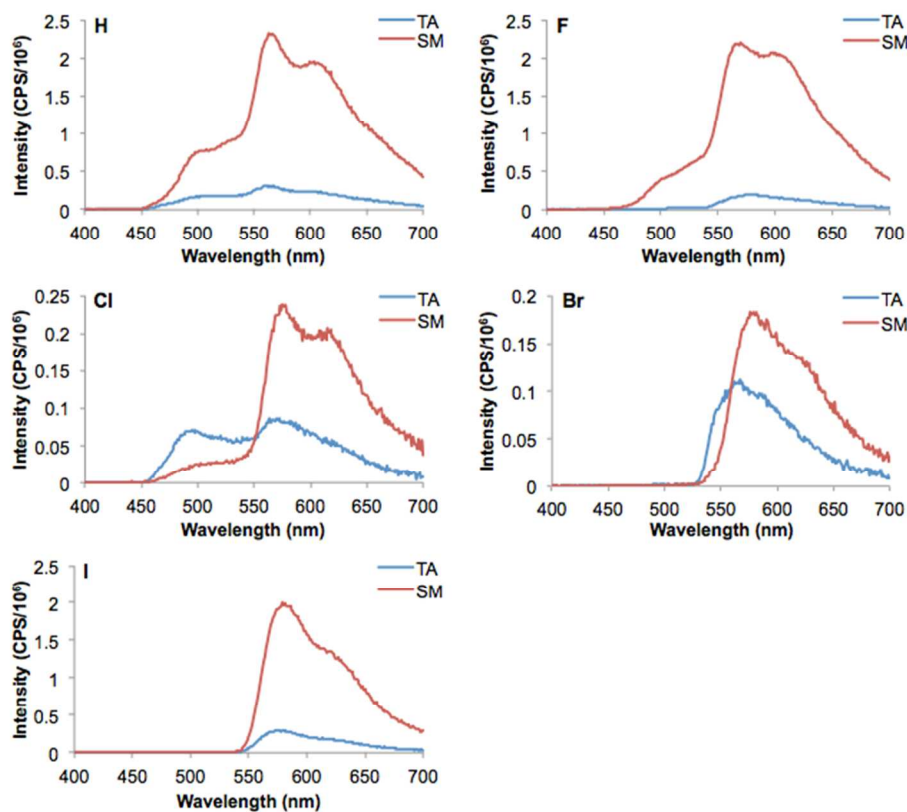 H
TA
SM
2.5
2
1.5
1
0.5
0
Intensity (CPS/10⁶)
400 450 500 550 600 650 700
Wavelength (nm)
F
TA
SM
2.5
2
1.5
1
0.5
0
Intensity (CPS/10⁶)
400 450 500 550 600 650 700
Wavelength (nm)
Cl
TA
SM
0.25
0.2
0.15
0.1
0.05
0
Intensity (CPS/10⁶)
400 450 500 550 600 650 700
Wavelength (nm)
Br
TA
SM
0.2
0.15
0.1
0.05
0
Intensity (CPS/10⁶)
400 450 500 550 600 650 700
Wavelength (nm)
I
TA
SM
2.5
2
1.5
1
0.5
0
Intensity (CPS/10⁶)
400 450 500 550 600 650 700
Wavelength (nm)